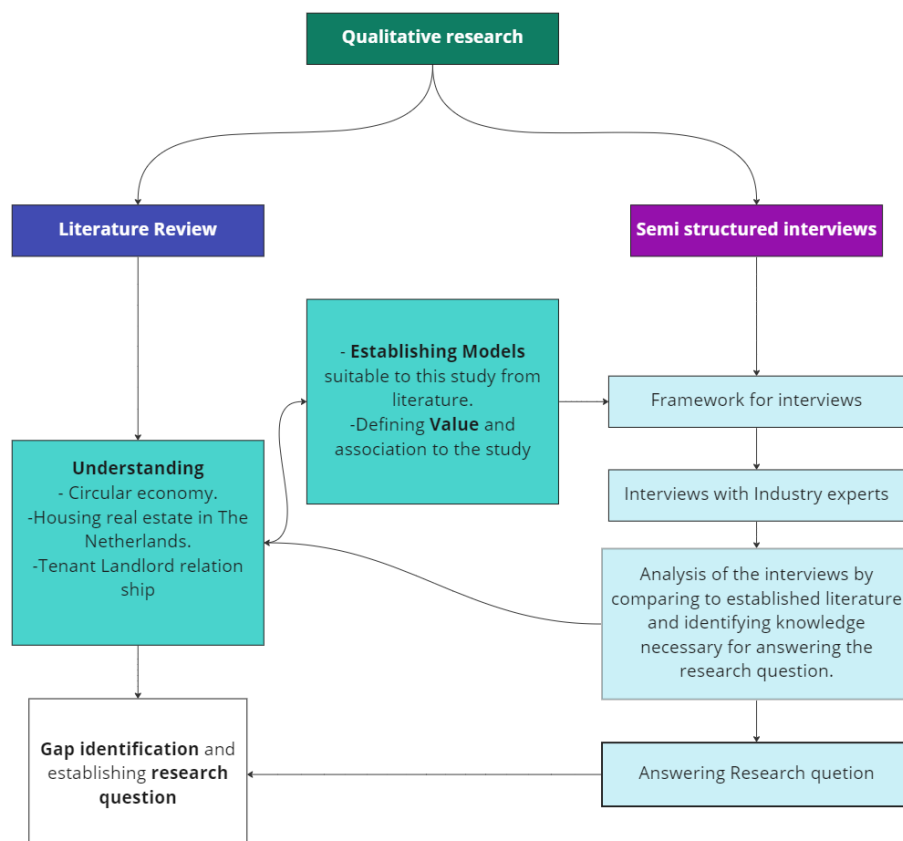 Qualitative research
Literature Review
Semi structured interviews
- Establishing Models
suitable to this study from
literature.
-Defining Value and
association to the study
Framework for interviews
Understanding
- Circular economy.
-Housing real estate in The
Netherlands.
-Tenant Landlord relation
ship
Interviews with Industry experts
Analysis of the interviews by
comparing to established literature
and identifying knowledge
necessary for answering the
research question.
Gap identification and
establishing research
question
Answering Research quetion